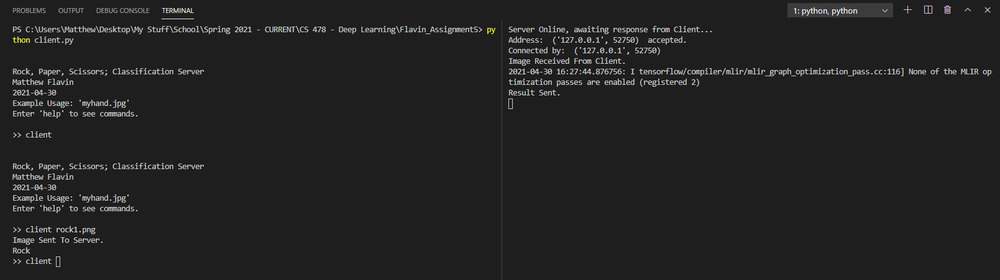 PROBLEMS OUTPUT DEBUG CONSOLE TERMINAL 1: python, python
PS C:\Users\Matthew\Desktop\My Stuff\School\Spring 2021 - CURRENT\CS 478 - Deep Learning\Flavin_Assignment5> py
thon client.py
Rock, Paper, Scissors; Classification Server
Matthew Flavin
2021-04-30
Example Usage: 'myhand.jpg'
Enter 'help' to see commands.
>> client
Rock, Paper, Scissors; Classification Server
Matthew Flavin
2021-04-30
Example Usage: 'myhand.jpg'
Enter 'help' to see commands.
>> client rock1.png
Image Sent To Server.
Rock
>> client
Server Online, awaiting response from Client...
Address:  ('127.0.0.1', 52750)  accepted.
Connected by:  ('127.0.0.1', 52750)
Image Received From Client.
2021-04-30 16:27:44.876756: I tensorflow/compiler/mlir/mlir_graph_optimization_pass.cc:116] None of the MLIR op
timization passes are enabled (registered 2)
Result Sent.